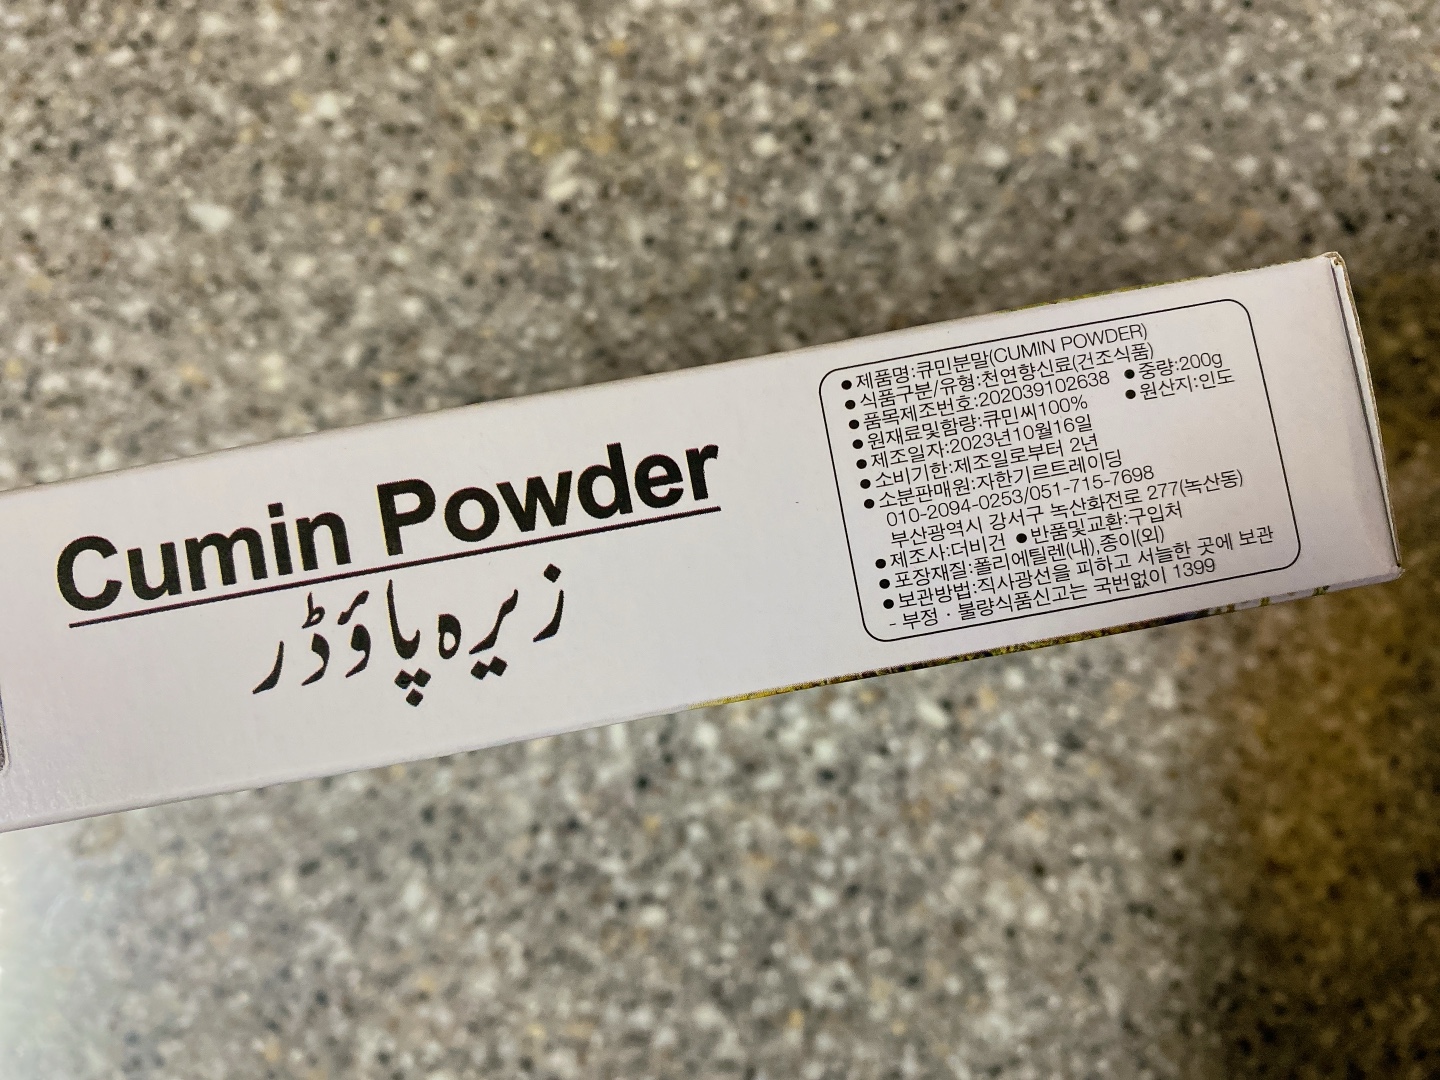 Cumin Powder
زیرہ پاؤڈر
● 제품명:큐민분말(CUMIN POWDER)
● 식품구분/유형:천연향신료(건조식품)
● 품목제조번호:202039102638 ● 중량:200g
● 원재료및함량:큐민씨100% ● 원산지:인도
● 제조일자:2023년10월16일
● 소비기한:제조일로부터 2년
● 소분판매원:자한기르트레이딩
010-2094-0253/051-715-7698
부산광역시 강서구 녹산화전로 277(녹산동)
● 제조사:더비건 ● 반품및교환:구입처
● 포장재질:폴리에틸렌(내),종이(외)
● 보관방법:직사광선을 피하고 서늘한 곳에 보관
- 부정 · 불량식품신고는 국번없이 1399